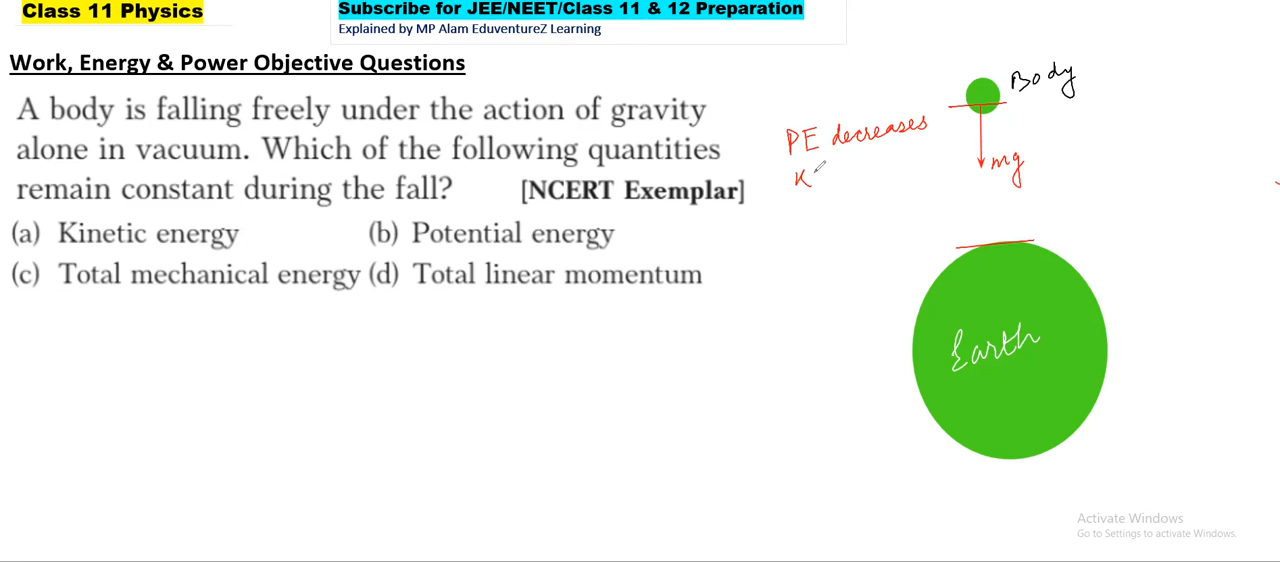 Class 11 Physics
Subscribe for JEE/NEET/Class 11 & 12 Preparation
Explained by MP Alam EduventureZ Learning
Work, Energy & Power Objective Questions
A body is falling freely under the action of gravity
alone in vacuum. Which of the following quantities
remain constant during the fall? [NCERT Exemplar]
(a) Kinetic energy (b) Potential energy
(c) Total mechanical energy (d) Total linear momentum
Body
PE decreases
mg
K
Earth
Activate Windows
Go to Settings to activate Windows.